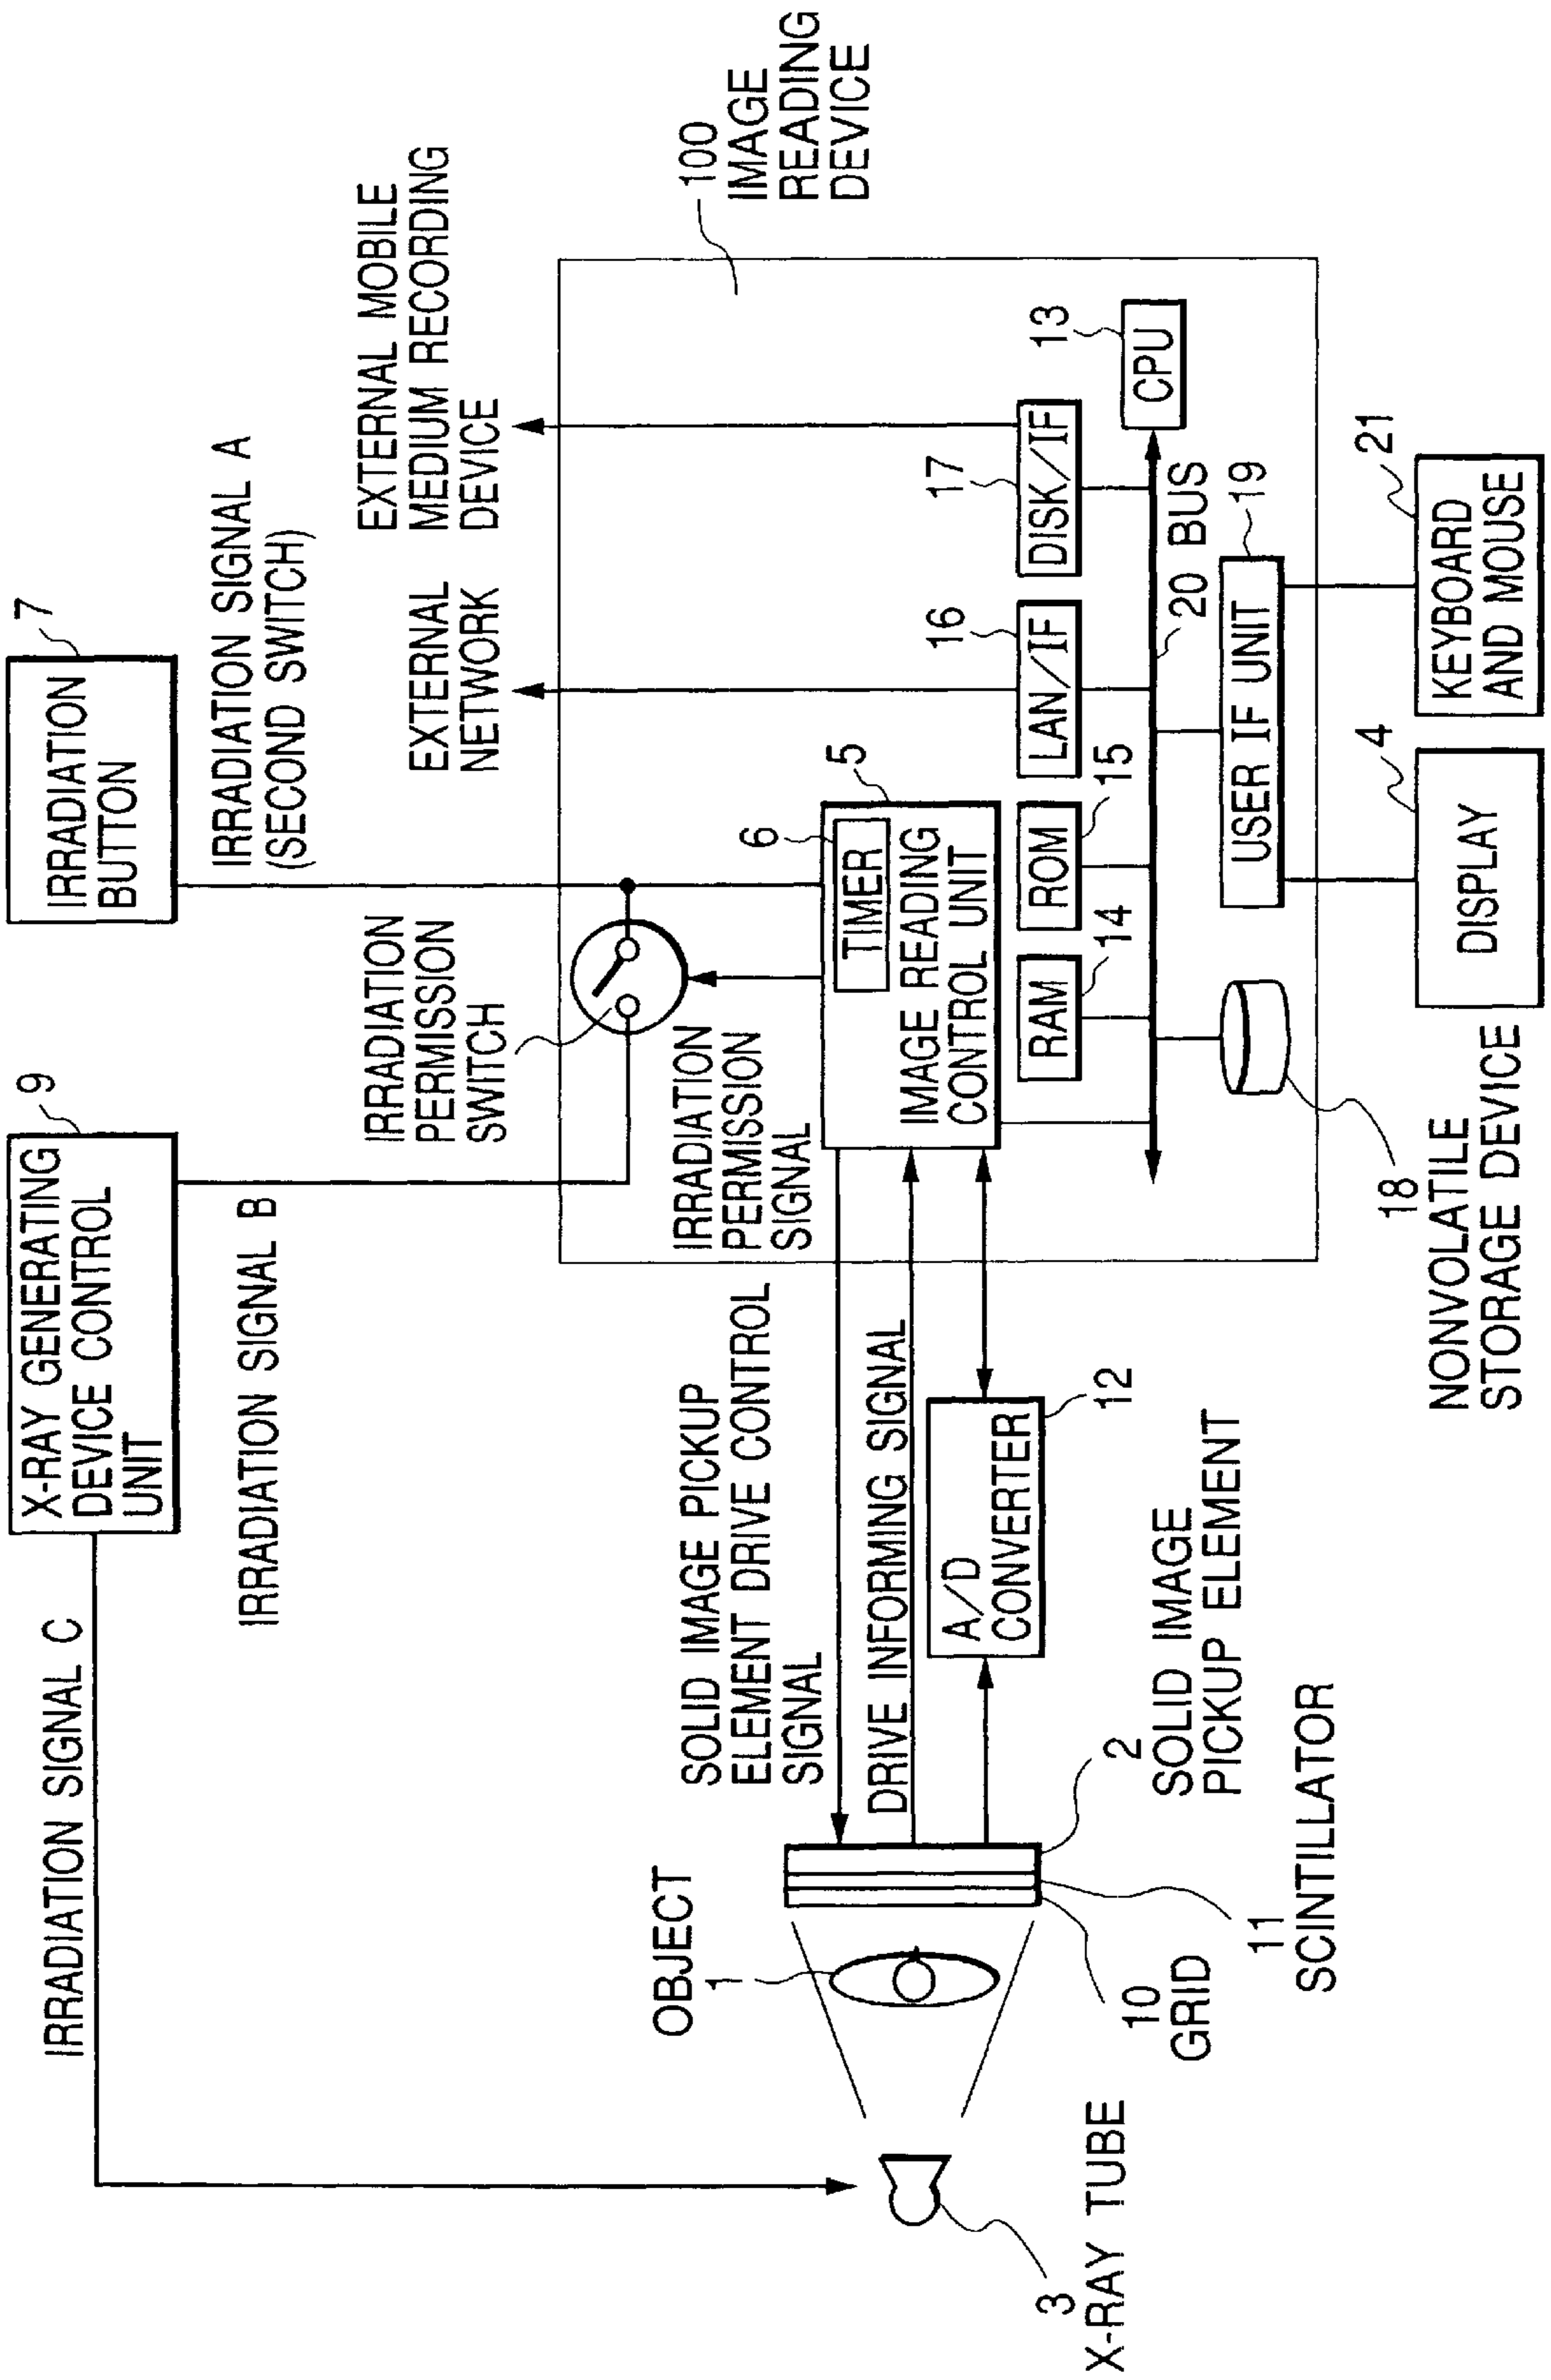 X-RAY GENERATING
DEVICE CONTROL
UNIT
9
IRRADIATION
BUTTON
7
IRRADIATION SIGNAL C
IRRADIATION SIGNAL B
IRRADIATION SIGNAL A
(SECOND SWITCH)
IRRADIATION
PERMISSION
SWITCH
EXTERNAL
NETWORK
EXTERNAL MOBILE
MEDIUM RECORDING
DEVICE
100
IMAGE
READING
DEVICE
IRRADIATION
PERMISSION
SIGNAL
SOLID IMAGE PICKUP
ELEMENT DRIVE CONTROL
SIGNAL
DRIVE INFORMING SIGNAL
TIMER
6
IMAGE READING
CONTROL UNIT
5
OBJECT
1
A/D
CONVERTER
12
RAM
14
ROM
15
LAN/IF
16
DISK/IF
17
CPU
13
20 BUS
USER IF UNIT
19
3
X-RAY TUBE
10
GRID
11
SCINTILLATOR
2
SOLID IMAGE
PICKUP ELEMENT
18
NONVOLATILE
STORAGE DEVICE
DISPLAY
4
KEYBOARD
AND MOUSE
21